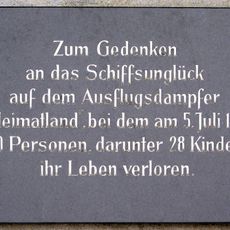 Zum Gedenken
an das Schiffsunglück
auf dem Ausflugsdampfer
eimatland" bei dem am 5. Juli 1
Personen, darunter 28 Kinde
ihr Leben verloren.